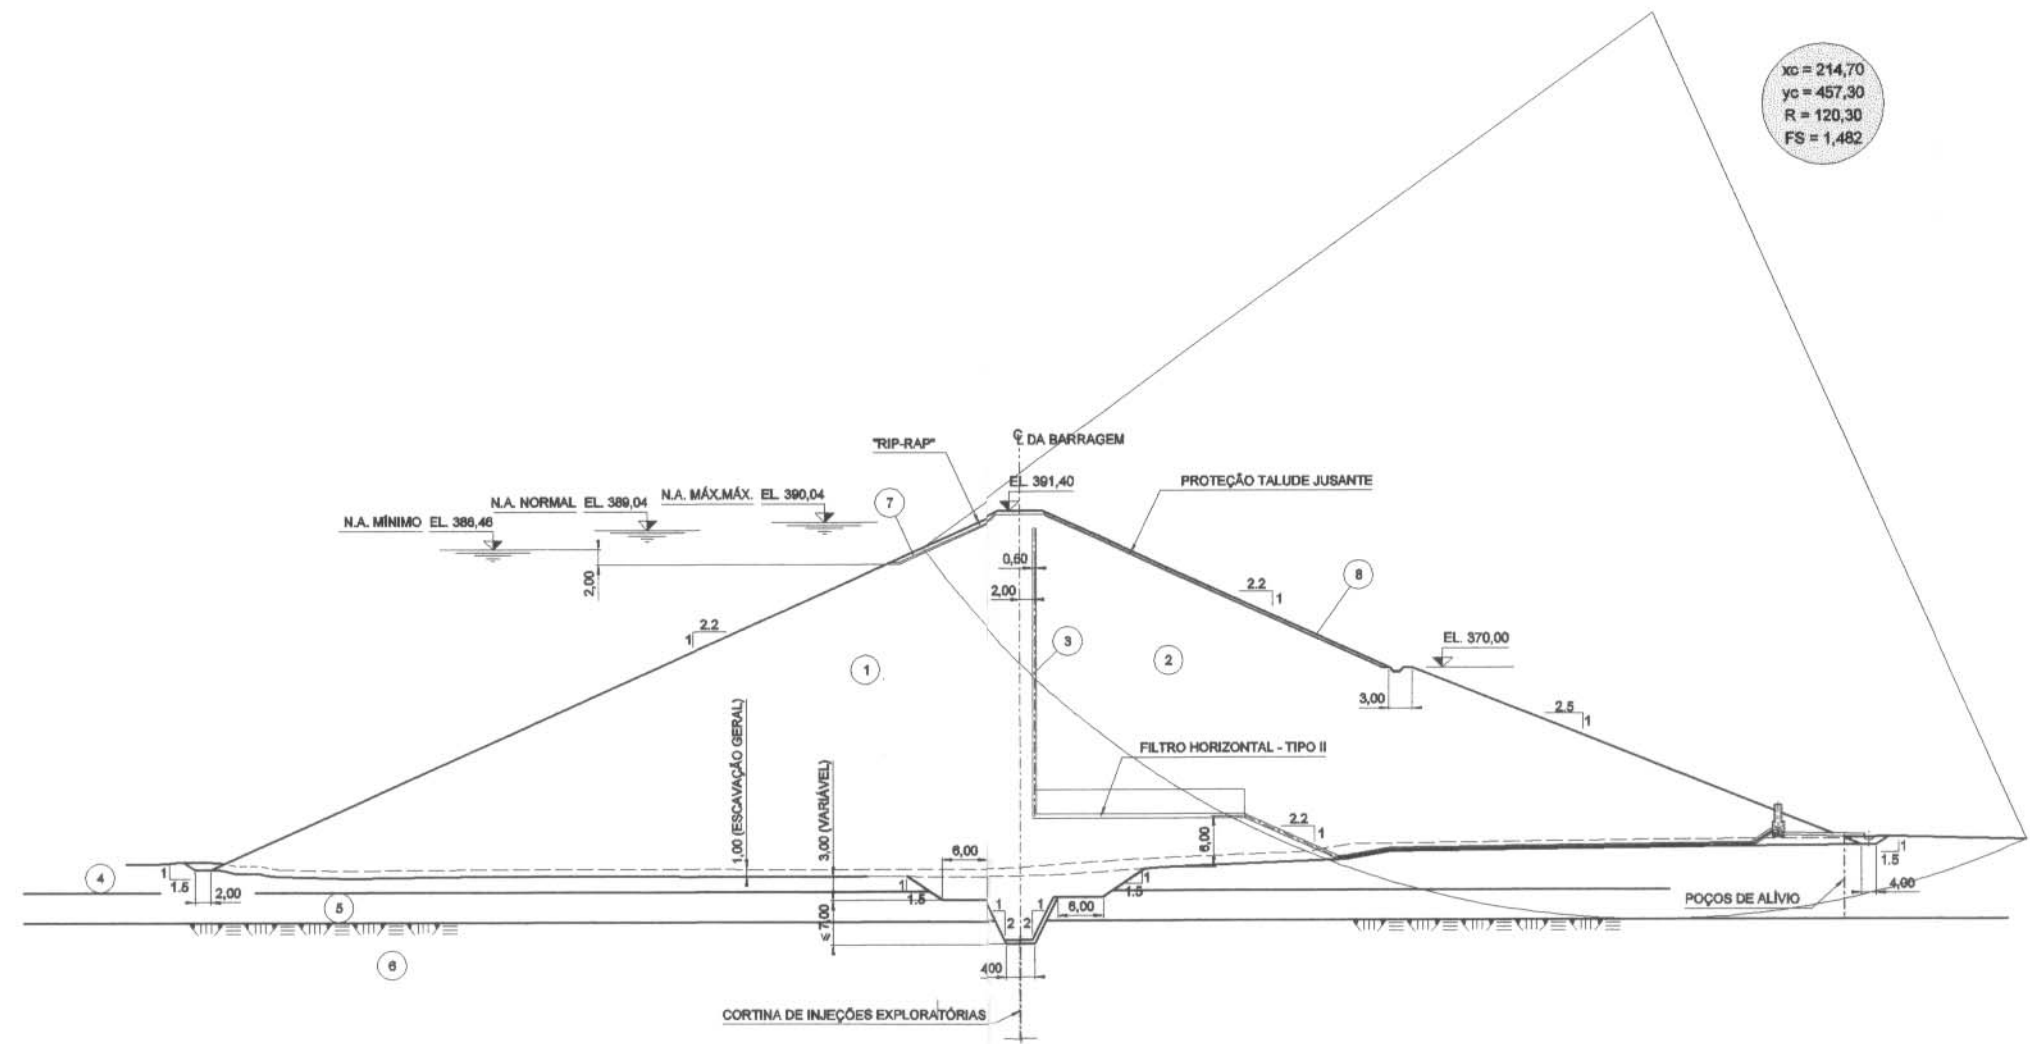 xc = 214,70
yc = 457,30
R = 120,30
FS = 1,482
℄ DA BARRAGEM
"RIP-RAP"
EL. 391,40
PROTEÇÃO TALUDE JUSANTE
N.A. MÁX.MÁX. EL. 390,04
N.A. NORMAL EL. 389,04
N.A. MÍNIMO EL. 386,46
7
1
2,00
0,60
2,00
8
2.2
1
2.2
1
3
1
2
EL. 370,00
3,00
2.5
1
1,00 (ESCAVAÇÃO GERAL)
3,00 (VARIÁVEL)
FILTRO HORIZONTAL - TIPO II
2.2
1
6,00
6,00
4
1
1.5
2,00
5
1
1.5
1
1.5
6,00
1
2
1
2
≤ 7,00
400
1
1.5
4,00
POÇOS DE ALÍVIO
6
CORTINA DE INJEÇÕES EXPLORATÓRIAS